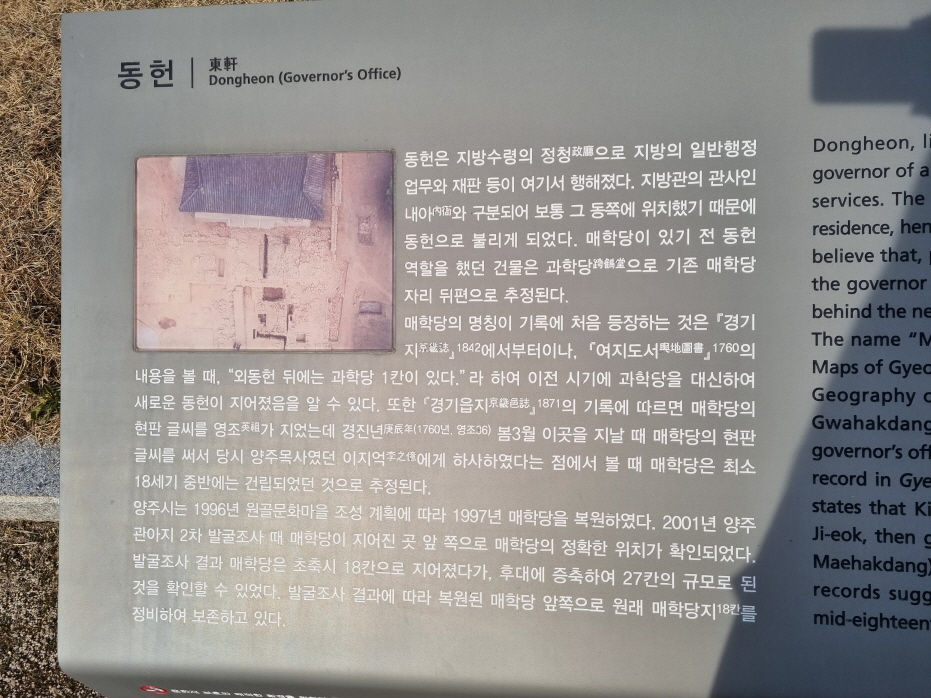 동헌
東軒
Dongheon (Governor's Office)
동헌은 지방수령의 정청政廳으로 지방의 일반행정
업무와 재판 등이 여기서 행해졌다. 지방관의 관사인
내아內衙와 구분되어 보통 그 동쪽에 위치했기 때문에
동헌으로 불리게 되었다. 매학당이 있기 전 동헌
역할을 했던 건물은 과학당으로 기존 매학당
자리 뒤편으로 추정된다.
매학당의 명칭이 기록에 처음 등장하는 것은 『경기
지京畿誌』1842에서부터이나, 『여지도서輿地圖書』1760의
내용을 볼 때, "외동헌 뒤에는 과학당 1칸이 있다."라 하여 이전 시기에 과학당을 대신하여
새로운 동헌이 지어졌음을 알 수 있다. 또한 『경기읍지京畿邑誌』1871의 기록에 따르면 매학당의
현판 글씨를 영조英祖가 지었는데 경진년庚辰年(1760년, 영조36) 봄3월 이곳을 지날 때 매학당의 현판
글씨를 써서 당시 양주목사였던 이지억李之億에게 하사하였다는 점에서 볼 때 매학당은 최소
18세기 중반에는 건립되었던 것으로 추정된다.
양주시는 1996년 원골문화마을 조성 계획에 따라 1997년 매학당을 복원하였다. 2001년 양주
관아지 2차 발굴조사 때 매학당이 지어진 곳 앞 쪽으로 매학당의 정확한 위치가 확인되었다.
발굴조사 결과 매학당은 초축시 18칸으로 지어졌다가, 후대에 증축하여 27칸의 규모로 된
것을 확인할 수 있었다. 발굴조사 결과에 따라 복원된 매학당 앞쪽으로 원래 매학당지18칸를
정비하여 보존하고 있다.
Dongheon,
governor of a
services. The
residence,
believe that,
the governor
behind the
The name
Maps of
Geography
Gwahakdang
governor's
record in
states that
Ji-eok, then
Maehakdang)
records